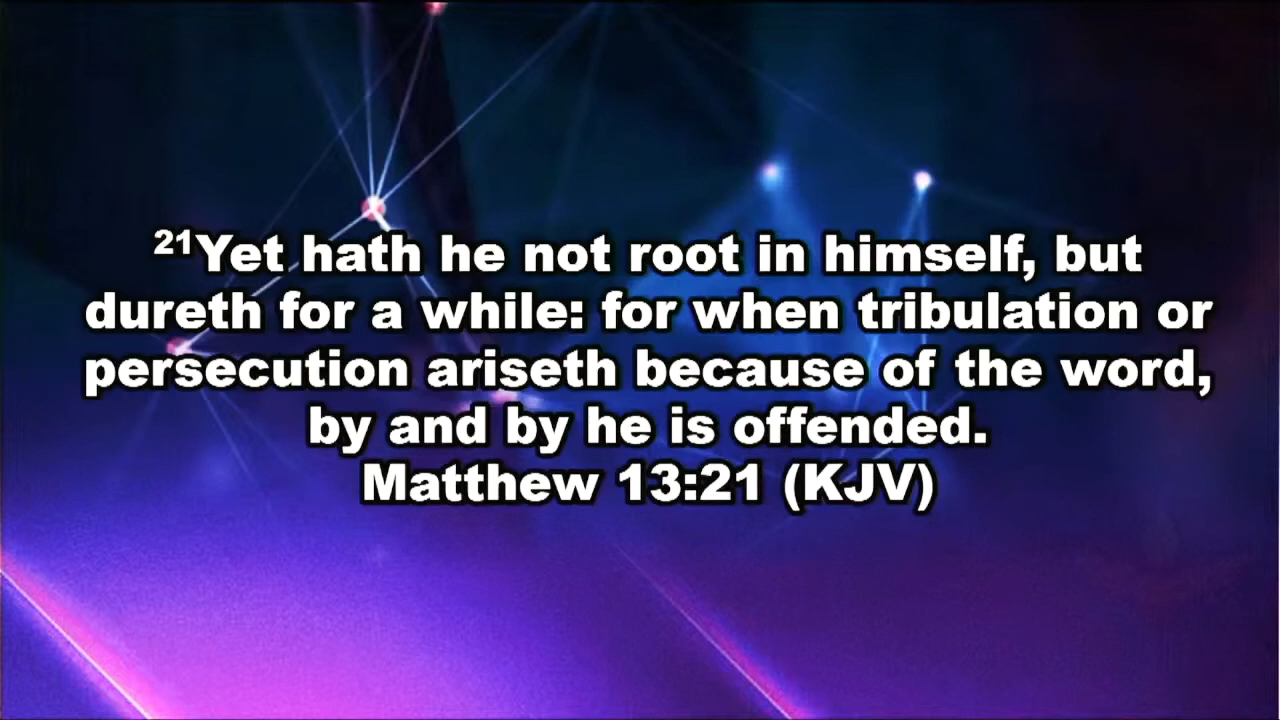 21Yet hath he not root in himself, but
dureth for a while: for when tribulation or
persecution ariseth because of the word,
by and by he is offended.
Matthew 13:21 (KJV)